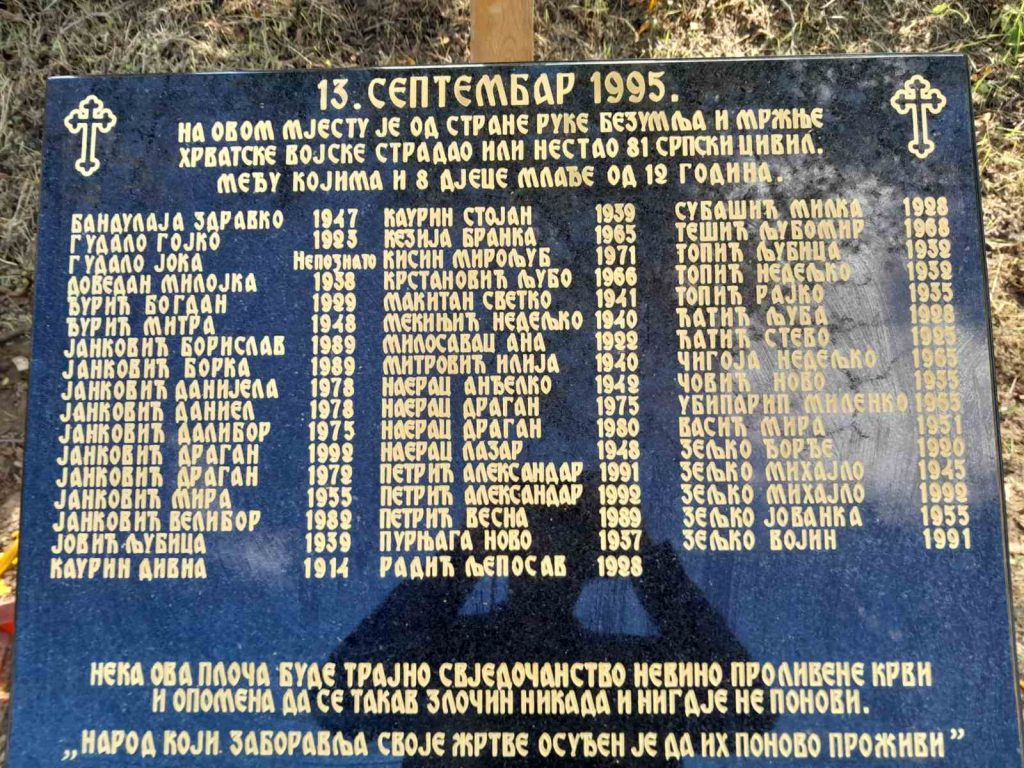 13. СЕПТЕМБАР 1995.
НА ОВОМ МЈЕСТУ ЈЕ ОД СТРАНЕ РУКЕ БЕЗУМЉА И МРЖЊЕ
ХРВАТСКЕ ВОЈСКЕ СТРАДАО ИЛИ НЕСТАО 81 СРПСКИ ЦИВИЛ.
МЕЂУ КОЈИМА И 8 ДЈЕЦЕ МЛАЂЕ ОД 12 ГОДИНА.
БАНДУЛАЈА ЗДРАВКО 1947
ГУДАЛО ГОЈКО 1923
ГУДАЛО ЈОКА НЕПОЗНАТО
ДОВЕДАН МИЛОЈКА 1938
ЂУРИЋ БОГДАН 1929
ЂУРИЋ МИТРА 1948
ЈАНКОВИЋ БОРИСЛАВ 1989
ЈАНКОВИЋ БОРКА 1989
ЈАНКОВИЋ ДАНИЈЕЛА 1978
ЈАНКОВИЋ ДАНИЕЛ 1978
ЈАНКОВИЋ ДАЛИБОР 1975
ЈАНКОВИЋ ДРАГАН 1992
ЈАНКОВИЋ ДРАГАН 1972
ЈАНКОВИЋ МИРА 1955
ЈАНКОВИЋ ВЕЛИБОР 1982
ЈОВИЋ ЉУБИЦА 1939
КАУРИН ДИВНА 1914
КАУРИН СТОЈАН 1939
КЕЗИЈА БРАНКА 1965
КИСИН МИРОЉУБ 1971
КРСТАНОВИЋ ЉУБО 1966
МАКИТАН СВЕТКО 1941
МЕКИЊИЋ НЕДЕЉКО 1940
МИЛОСАВАЦ АНА 1922
МИТРОВИЋ ИЛИЈА 1940
НАЕРАЦ АНЂЕЛКО 1942
НАЕРАЦ ДРАГАН 1975
НАЕРАЦ ДРАГАН 1980
НАЕРАЦ ЛАЗАР 1948
ПЕТРИЋ АЛЕКСАНДАР 1991
ПЕТРИЋ АЛЕКСАНДАР 1992
ПЕТРИЋ ВЕСНА 1989
ПУРЊАГА НОВО 1937
РАДИЋ ЉЕПОСАВ 1928
СУБАШИЋ МИЛКА 1928
ТЕШИЋ ЉУБОМИР 1968
ТОПИЋ ЉУБИЦА 1932
ТОПИЋ НЕДЕЉКО 1952
ТОПИЋ РАЈКО 1935
ЋАТИЋ ЉУБА 1928
ЋАТИЋ СТЕВО 1925
ЧИГОЈА НЕДЕЉКО 1965
ЧОВИЋ НОВО 1955
УБИПАРИП МИЛЕНКО 1963
ВАСИЋ МИРА 1951
ЗЕЉКО ЂОРЂЕ 1920
ЗЕЉКО МИХАЈЛО 1945
ЗЕЉКО МИХАЈЛО 1992
ЗЕЉКО ЈОВАНКА 1955
ЗЕЉКО ВОЈИН 1991
НЕКА ОВА ПЛОЧА БУДЕ ТРАЈНО СВЈЕДОЧАНСТВО НЕВИНО ПРОЛИВЕНЕ КРВИ
И ОПОМЕНА ДА СЕ ТАКАВ ЗЛОЧИН НИКАДА И НИГДЈЕ НЕ ПОНОВИ.
„НАРОД КОЈИ ЗАБОРАВЉА СВОЈЕ ЖРТВЕ ОСУЂЕН ЈЕ ДА ИХ ПОНОВО ПРОЖИВИ”